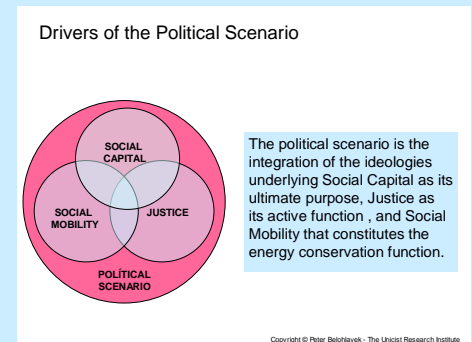 Drivers of the Political Scenario
SOCIAL
CAPITAL
SOCIAL
MOBILITY
JUSTICE
POLÍTICAL
SCENARIO
The political scenario is the
integration of the ideologies
underlying Social Capital as its
ultimate purpose, Justice as
its active function , and Social
Mobility that constitutes the
energy conservation function.
Copyright © Peter Belohlavek - The Unicist Research Institute